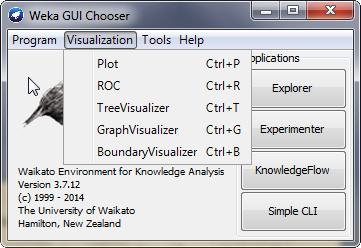 Weka GUI Chooser
Program Visualization Tools Help
Plot Ctrl+P
ROC Ctrl+R
TreeVisualizer Ctrl+T
GraphVisualizer Ctrl+G
BoundaryVisualizer Ctrl+B
pplications
Explorer
Experimenter
KnowledgeFlow
Simple CLI
Waikato Environment for Knowledge Analysis
Version 3.7.12
(c) 1999 - 2014
The University of Waikato
Hamilton, New Zealand